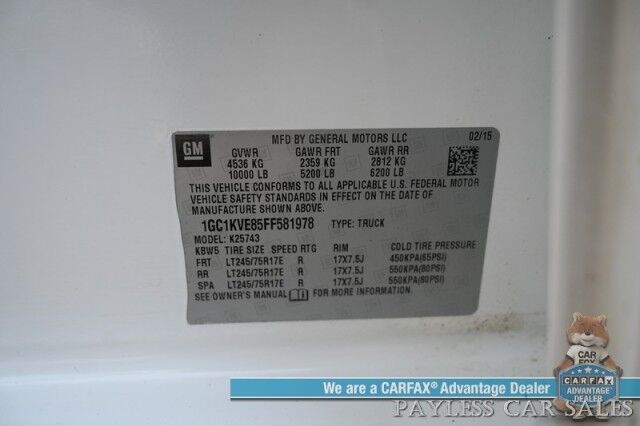 GM
MFD BY GENERAL MOTORS LLC 02/15
GVWR GAWR FRT GAWR RR
4536 KG 2359 KG 2812 KG
10000 LB 5200 LB 6200 LB
THIS VEHICLE CONFORMS TO ALL APPLICABLE U.S. FEDERAL MOTOR
VEHICLE SAFETY STANDARDS IN EFFECT ON THE DATE OF
MANUFACTURE SHOWN ABOVE.
1GC1KVE85FF581978 TYPE: TRUCK
MODEL: K25743
KBW5 TIRE SIZE SPEED RTG RIM COLD TIRE PRESSURE
FRT LT245/75R17E R 17X7.5J 450KPA(65PSI)
RR LT245/75R17E R 17X7.5J 550KPA(80PSI)
SPA LT245/75R17E R 17X7.5J 550KPA(80PSI)
SEE OWNER'S MANUAL FOR MORE INFORMATION.
CAR
FOX
We are a CARFAX® Advantage Dealer
CARFAX
ADVANTAGE
DEALER
PAYLESS CAR SALES